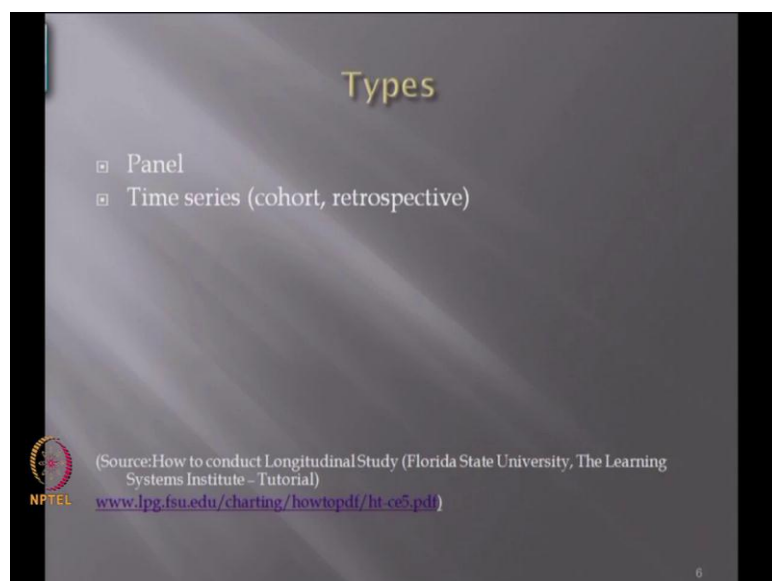 Types
Panel
Time series (cohort, retrospective)
(Source:How to conduct Longitudinal Study (Florida State University, The Learning
Systems Institute – Tutorial)
www.lpg.fsu.edu/charting/howtopdf/ht-ce5.pdf)
NPTEL
6